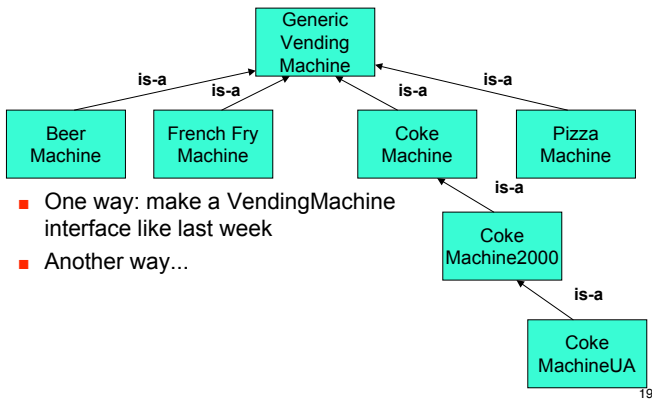 Generic
Vending
Machine
is-a
is-a
is-a
is-a
Beer
Machine
French Fry
Machine
Coke
Machine
Pizza
Machine
is-a
■ One way: make a VendingMachine
interface like last week
■ Another way...
Coke
Machine2000
is-a
Coke
MachineUA
19